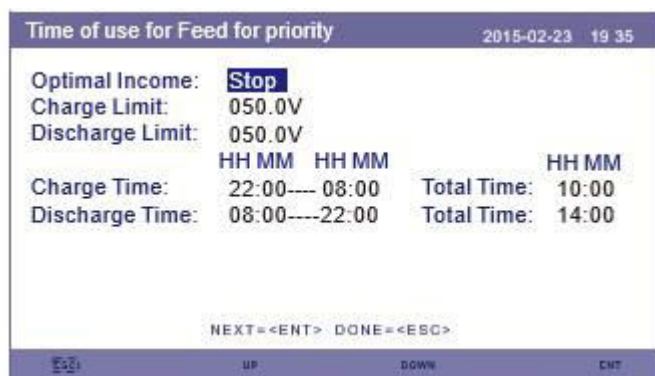 Time of use for Feed for priority 2015-02-23 19 35
Optimal Income: Stop
Charge Limit: 050.0V
Discharge Limit: 050.0V
HH MM HH MM HH MM
Charge Time: 22:00---- 08:00 Total Time: 10:00
Discharge Time: 08:00----22:00 Total Time: 14:00
NEXT=<ENT> DONE=<ESC>
ESC UP DOWN ENT